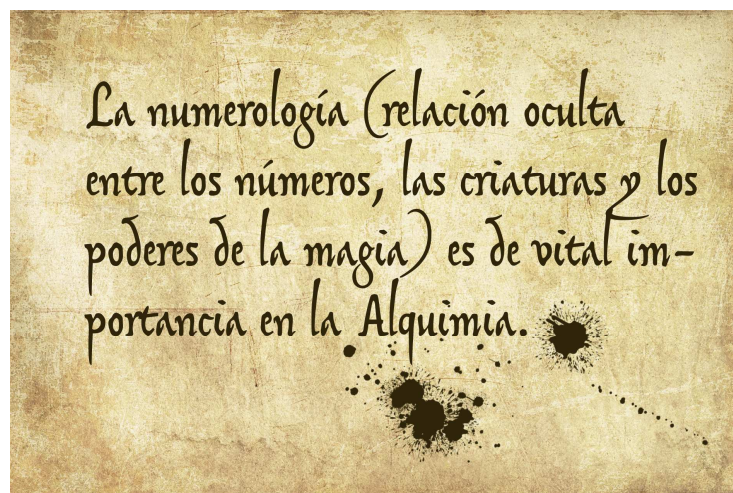 La numerología (relación oculta
entre los números, las criaturas y los
poderes de la magia) es de vital im-
portancia en la Alquimia.